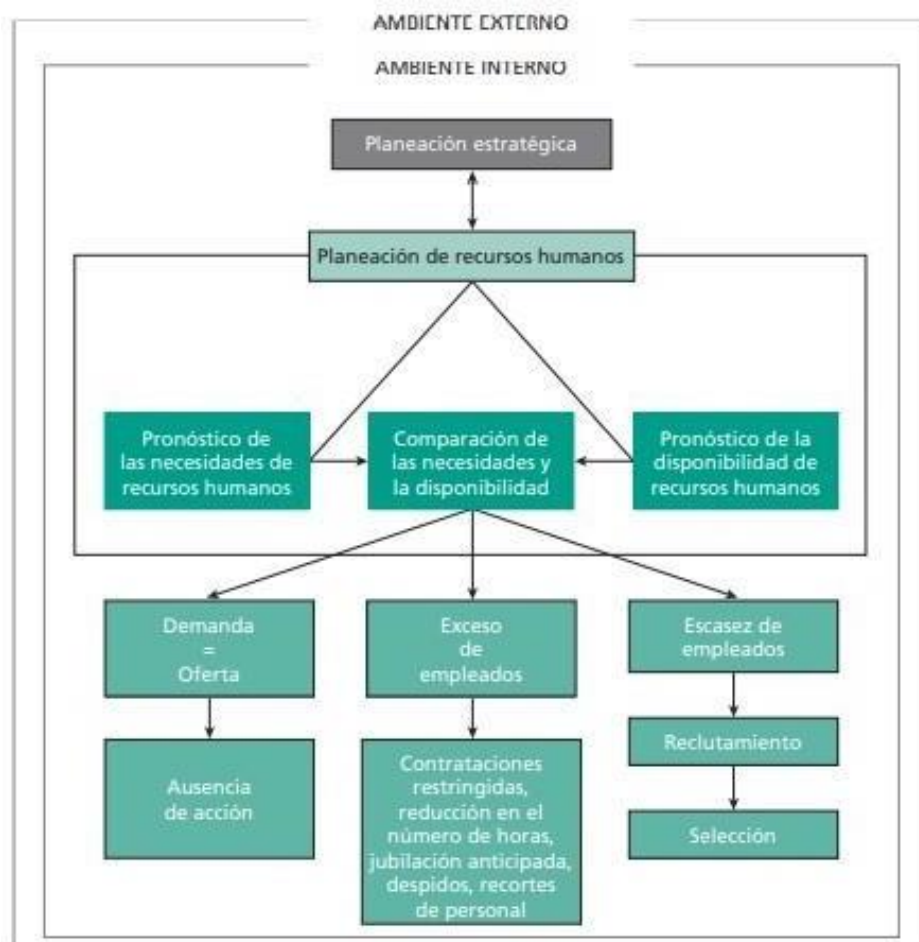 AMBIENTE EXTERNO
AMBIENTE INTERNO
Planeación estratégica
Planeación de recursos humanos
Pronóstico de
las necesidades de
recursos humanos
Comparación de
las necesidades y
la disponibilidad
Pronóstico de la
disponibilidad de
recursos humanos
Demanda
=
Oferta
Exceso
de
empleados
Escasez de
empleados
Ausencia
de acción
Contrataciones
restringidas,
reducción en el
número de horas,
jubilación anticipada,
despidos, recortes
de personal
Reclutamiento
Selección